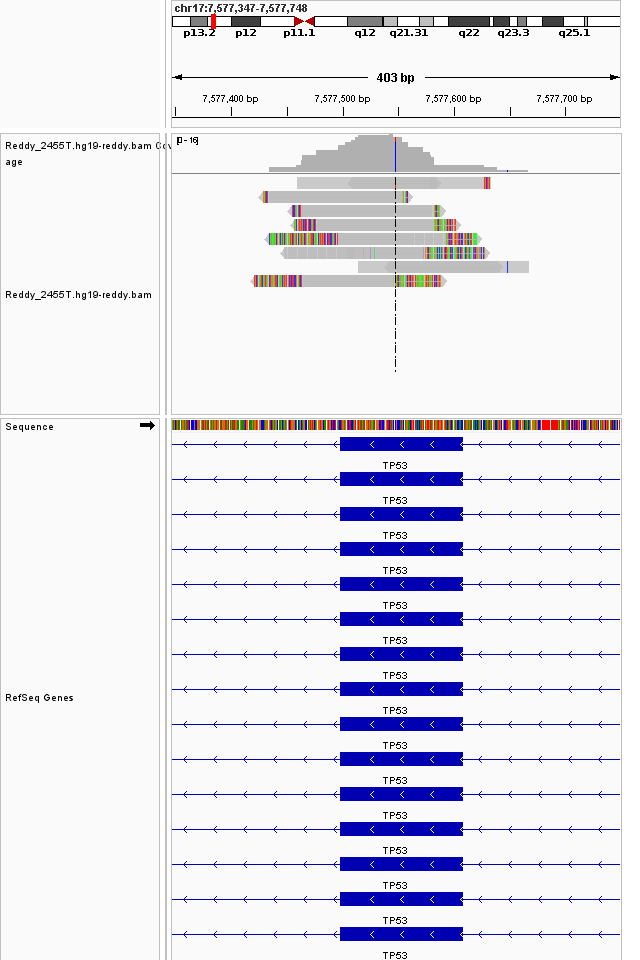 chr17:7,577,347-7,577,748
p13.2 p12 p11.1 q12 q21.31 q22 q23.3 q25.1
403 bp
7,577,400 bp 7,577,500 bp 7,577,600 bp 7,577,700 bp
Reddy_2455T.hg19-reddy.bam Cov
age
[0 - 16]
Reddy_2455T.hg19-reddy.bam
Sequence
TP53
TP53
TP53
TP53
TP53
TP53
TP53
RefSeq Genes
TP53
TP53
TP53
TP53
TP53
TP53
TP53
TP53